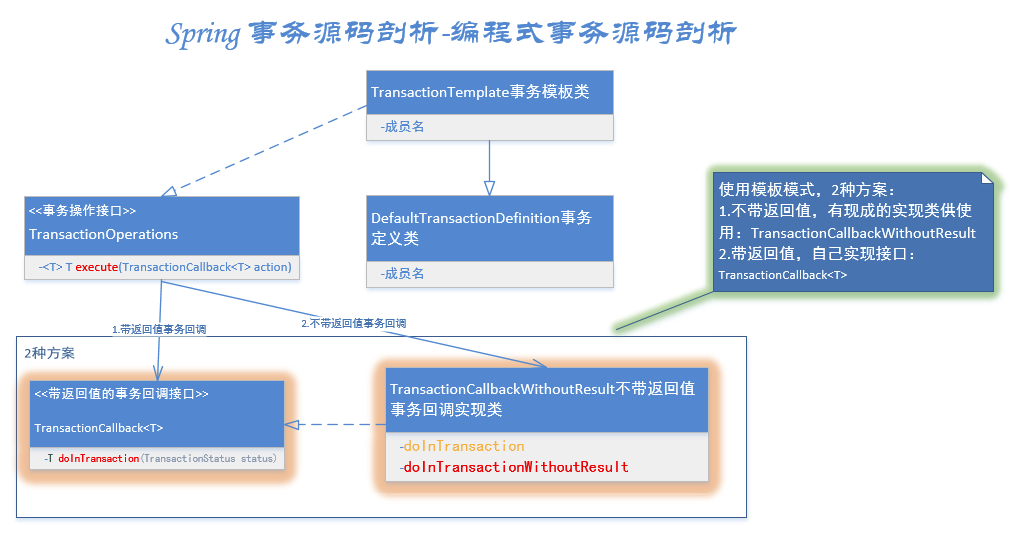 Spring 事务源码剖析-编程式事务源码剖析
TransactionTemplate事务模板类
-成员名
<<事务操作接口>>
TransactionOperations
-<T> T execute(TransactionCallback<T> action)
DefaultTransactionDefinition事务
定义类
-成员名
使用模板模式，2种方案：
1.不带返回值，有现成的实现类供使
用：TransactionCallbackWithoutResult
2.带返回值，自己实现接口：
TransactionCallback<T>
1.带返回值事务回调
2.不带返回值事务回调
2种方案
<<带返回值的事务回调接口>>
TransactionCallback<T>
-T doInTransaction(TransactionStatus status)
TransactionCallbackWithoutResult不带返回值
事务回调实现类
-doInTransaction
-doInTransactionWithoutResult